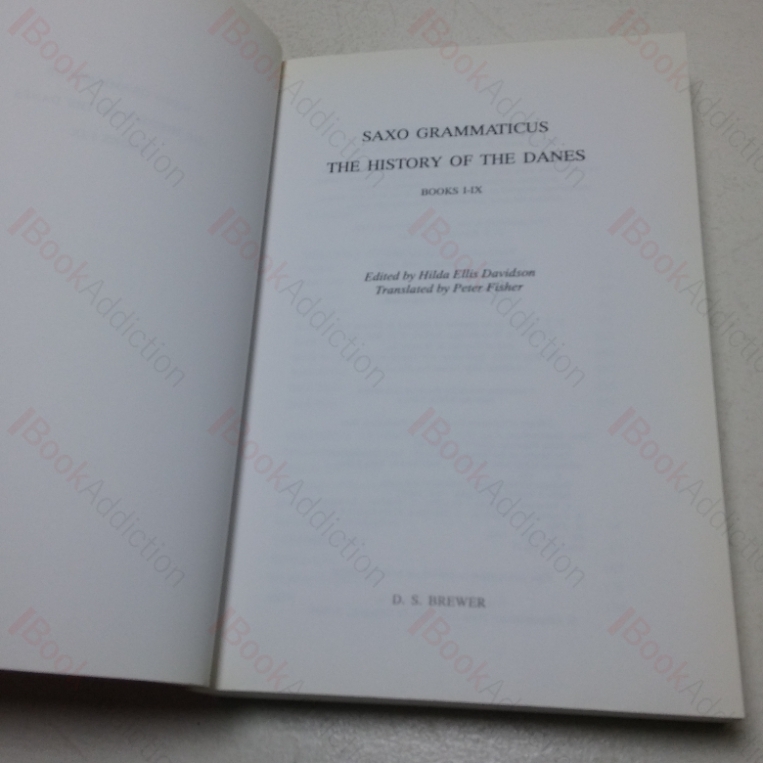 SAXO GRAMMATICUS
THE HISTORY OF THE DANES
BOOKS I-IX
Edited by Hilda Ellis Davidson
Translated by Peter Fisher
D. S. BREWER
BookAddiction